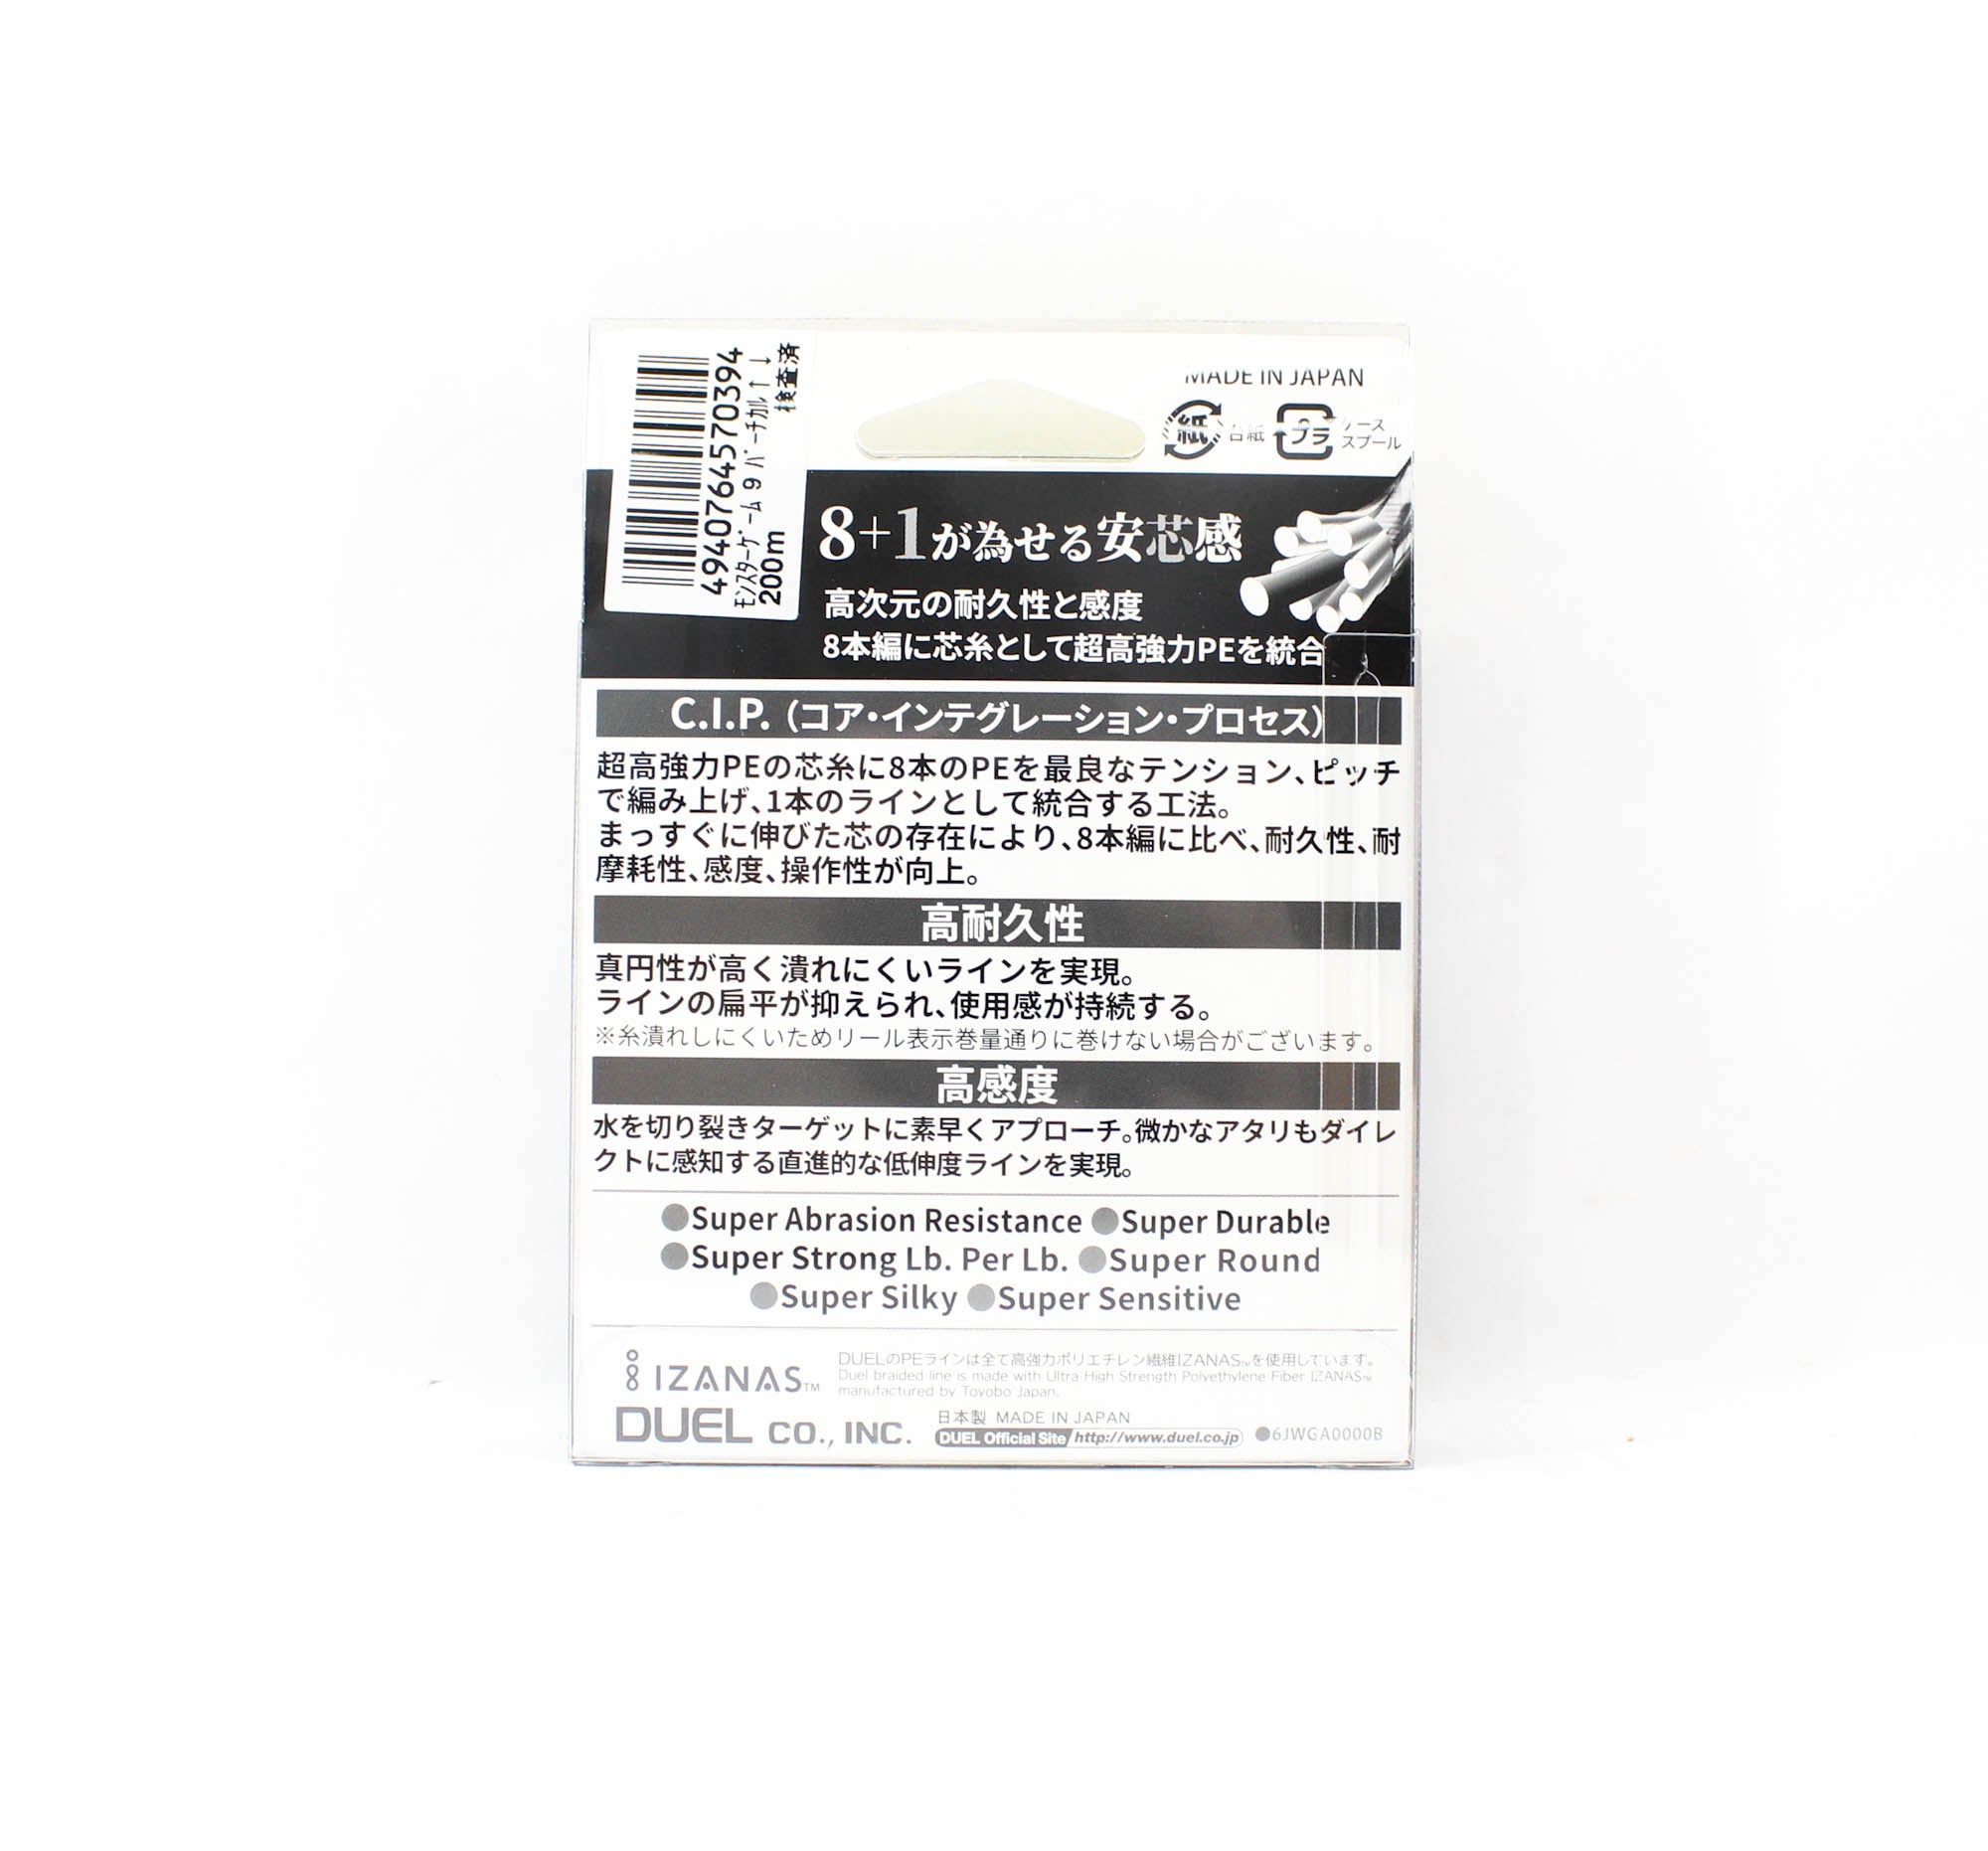 4940764570394
モンスターゲーム 9 バーチカル↑↓
200m
検査済
MADE IN JAPAN
紙 台紙 プラ ケース
スプール
8+1が為せる安芯感
高次元の耐久性と感度
8本編に芯糸として超高強力PEを統合
C.I.P.（コア・インテグレーション・プロセス）
超高強力PEの芯糸に8本のPEを最良なテンション、ピッチ
で編み上げ、1本のラインとして統合する工法。
まっすぐに伸びた芯の存在により、8本編に比べ、耐久性、耐
摩耗性、感度、操作性が向上。
高耐久性
真円性が高く潰れにくいラインを実現。
ラインの扁平が抑えられ、使用感が持続する。
※糸潰れしにくいためリール表示巻量通りに巻けない場合がございます。
高感度
水を切り裂きターゲットに素早くアプローチ。微かなアタリもダイレ
クトに感知する直進的な低伸度ラインを実現。
●Super Abrasion Resistance ●Super Durable
●Super Strong Lb. Per Lb. ●Super Round
●Super Silky ●Super Sensitive
IZANAS™
DUELのPEラインは全て高強力ポリエチレン繊維IZANAS™を使用しています。
Duel braided line is made with Ultra High Strength Polyethylene Fiber IZANAS™
manufactured by Toyobo Japan.
DUEL CO., INC.
日本製 MADE IN JAPAN
DUEL Official Site http://www.duel.co.jp
●6JWGA0000B